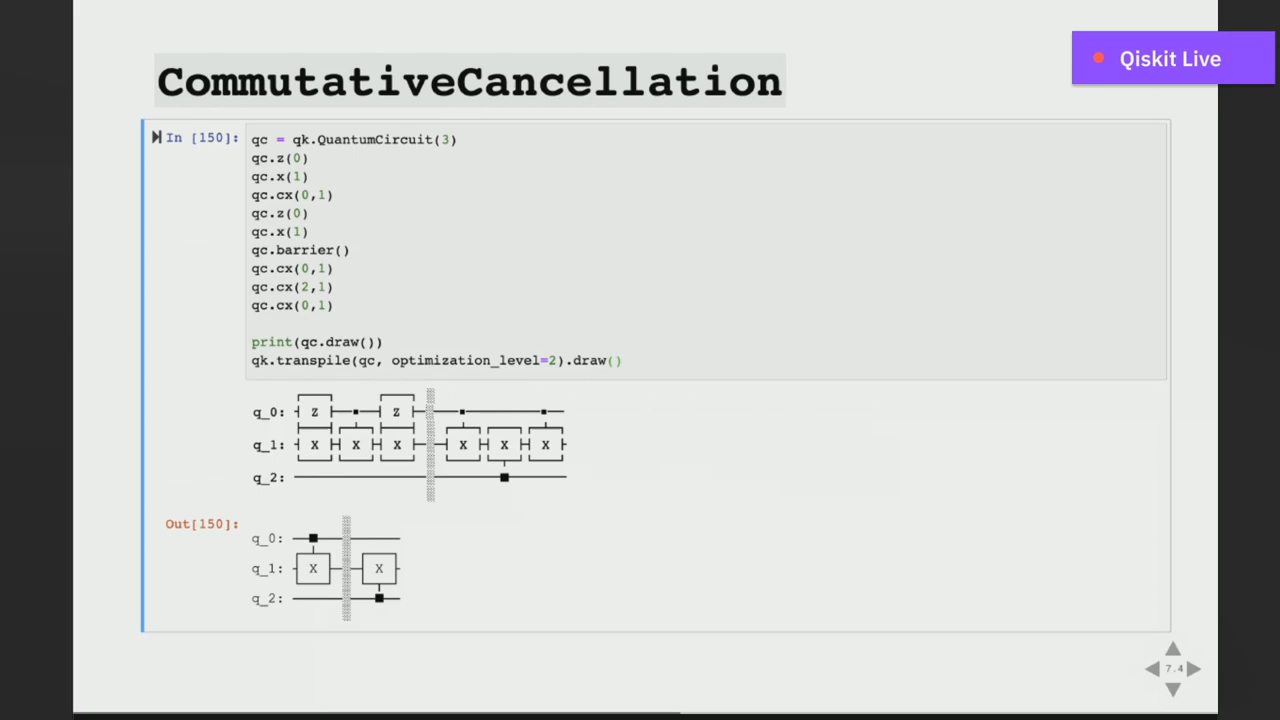 Qiskit Live
CommutativeCancellation
In [150]:
qc = qk.QuantumCircuit(3)
qc.z(0)
qc.x(1)
qc.cx(0,1)
qc.z(0)
qc.x(1)
qc.barrier()
qc.cx(0,1)
qc.cx(2,1)
qc.cx(0,1)
print(qc.draw())
qk.transpile(qc, optimization_level=2).draw()
q_0: Z Z
q_1: X X X X X X
q_2:
Out[150]:
q_0:
q_1: X X
q_2:
7.4